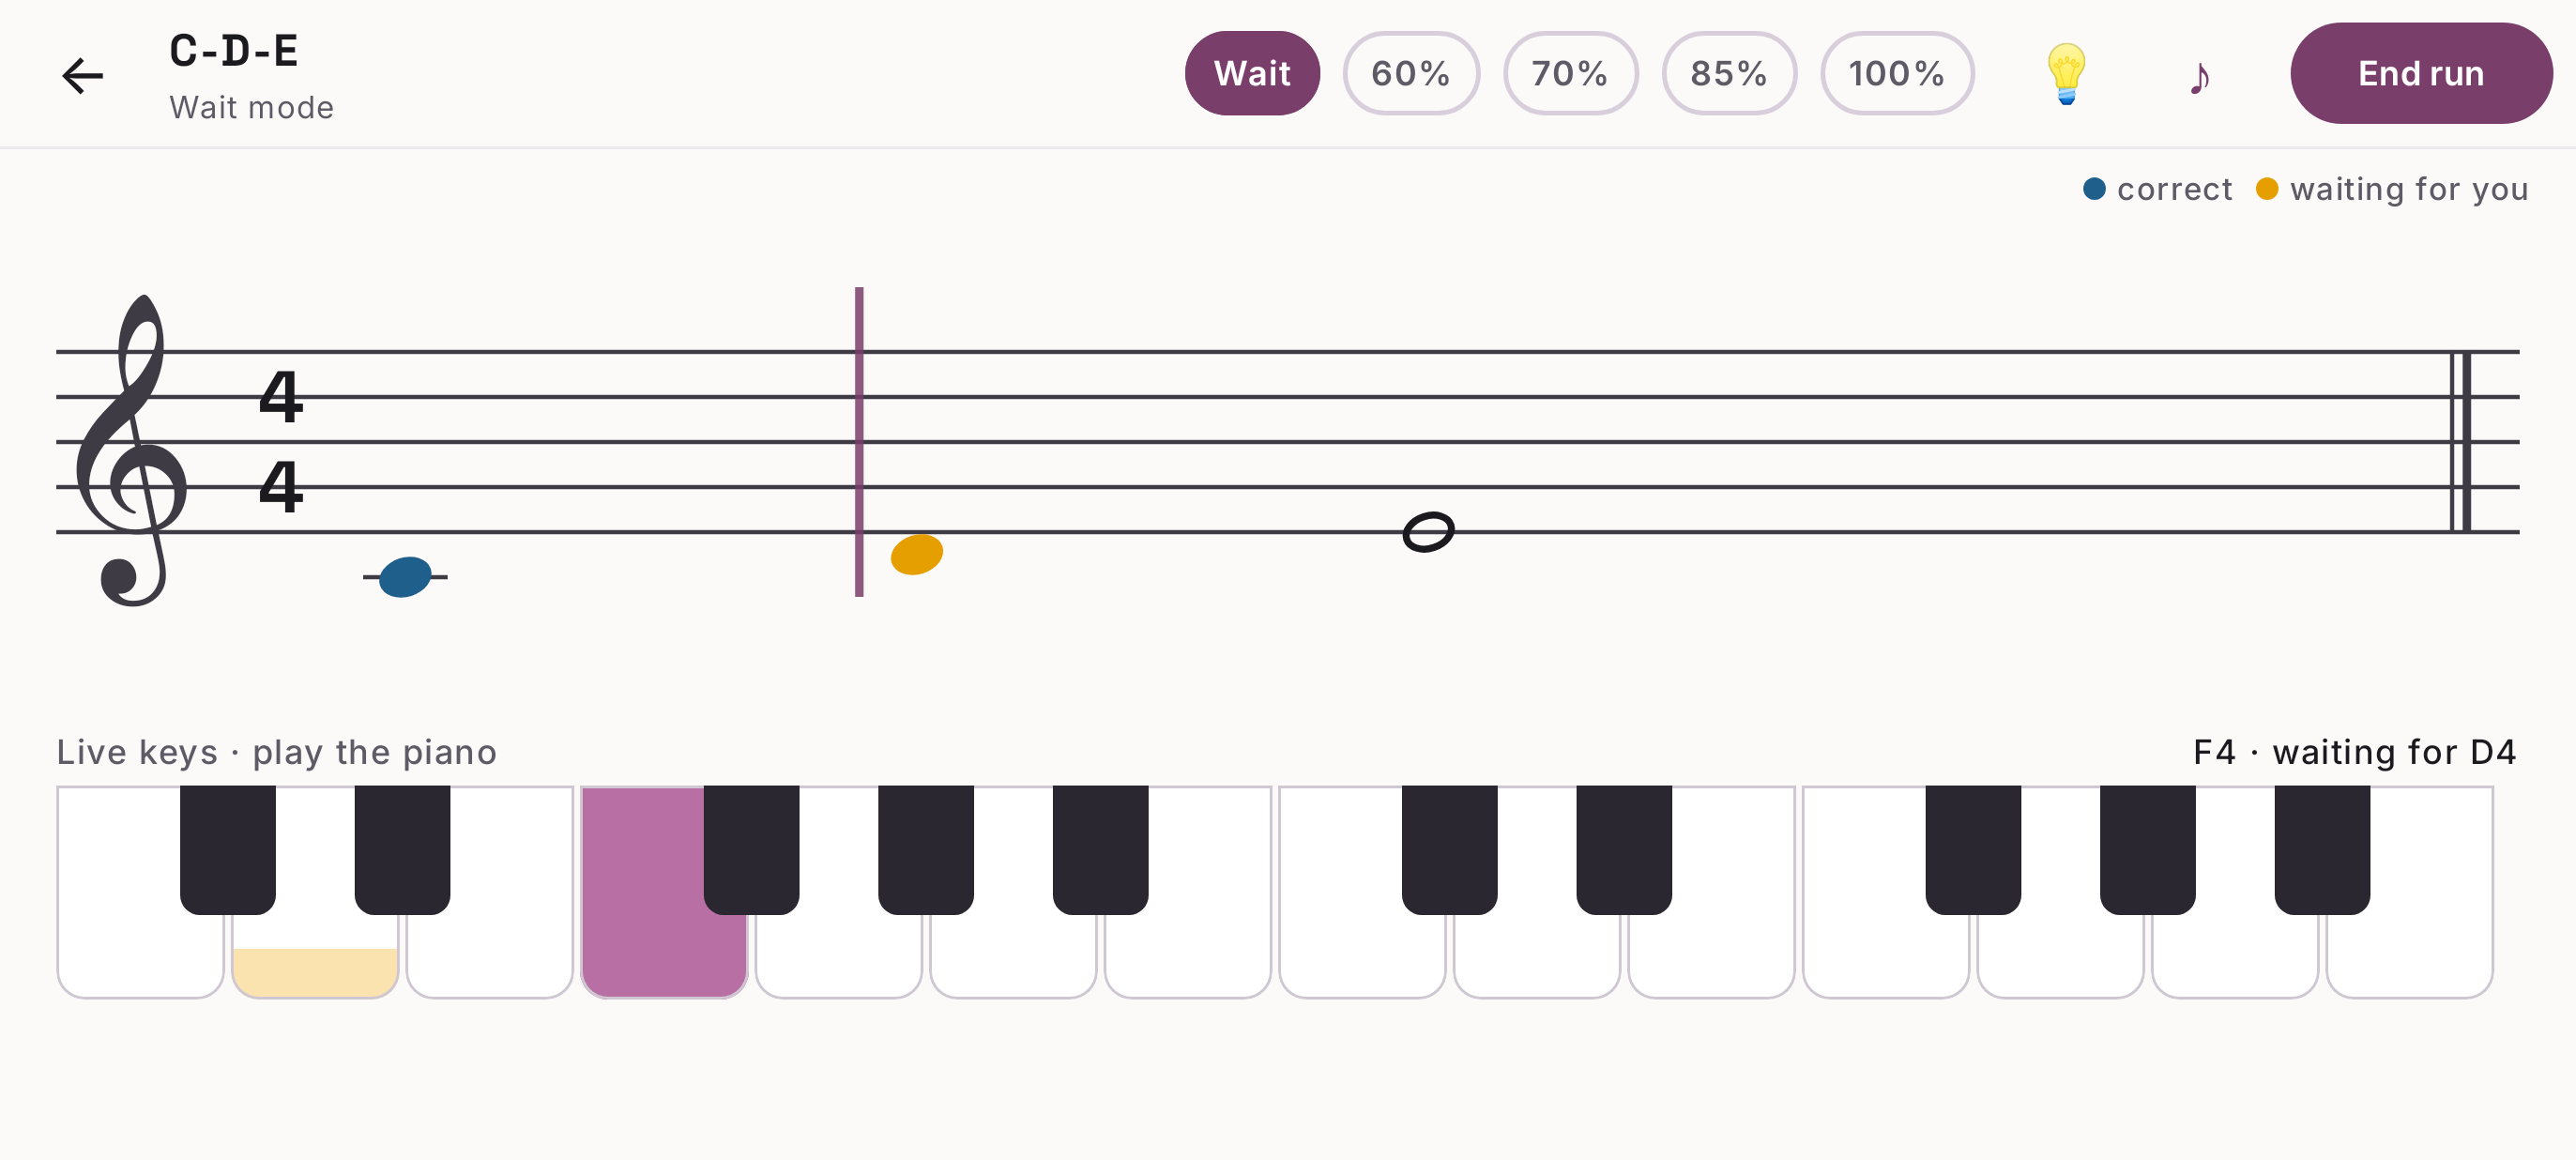 C-D-E
Wait mode
Wait 60% 70% 85% 100% End run
correct waiting for you
4
4
Live keys · play the piano
F4 · waiting for D4